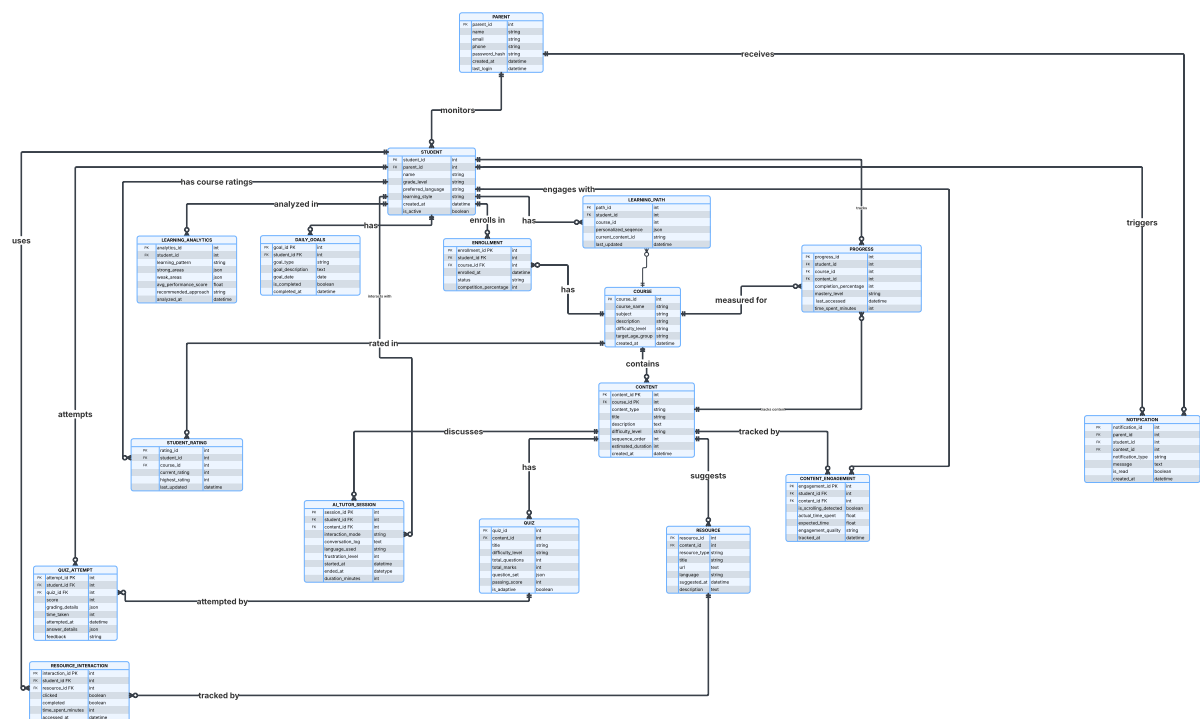 PARENT
PK parent_id int
name string
email string
phone string
password_hash string
created_at datetime
last_login datetime
receives
monitors
STUDENT
PK student_id int
FK parent_id int
name string
grade_level string
preferred_language string
learning_style string
created_at datetime
is_active boolean
has course ratings
engages with
analyzed in
has
enrolls in
has
uses
triggers
LEARNING_PATH
PK path_id int
FK student_id int
FK course_id int
personalized_seqence json
current_content_id string
last_updated datetime
LEARNING_ANALYTICS
PK analytics_id int
FK student_id int
learning_pattern string
strong_areas json
weak_areas json
avg_performance_score float
recommended_approach string
analyzed_at datetime
DAILY_GOALS
PK goal_id PK int
FK student_id FK int
goal_type string
goal_description text
goal_date date
is_completed boolean
completed_at datetime
ENROLLMENT
PK enrollment_id PK int
FK student_id FK int
FK course_id FK int
enrolled_at datetime
status string
competition_percentage int
PROGRESS
PK progress_id int
FK student_id int
FK course_id int
FK content_id int
completion_percentage int
mastery_level string
last_accessed datetime
time_spent_minutes int
has
measured for
COURSE
PK course_id int
course_name string
subject string
description string
difficulty_level string
target_age_group string
created_at datetime
rated in
contains
attempts
CONTENT
PK content_id PK int
FK course_id PK int
content_type string
title string
description text
difficulty_level string
sequence_order int
estimated_duration int
created_at datetime
discusses
tracked by
has
suggests
NOTIFICATION
PK notification_id int
FK parent_id int
FK student_id int
FK content_id int
notification_type string
message text
is_read boolean
created_at datetime
STUDENT_RATING
PK rating_id int
FK student_id int
FK course_id int
current_rating int
highest_rating int
last_updated datetime
CONTENT_ENGAGEMENT
PK engagement_id PK int
FK student_id FK int
FK content_id FK int
is_scrolling_detected boolean
actual_time_spent float
expected_time float
engagement_quality string
tracked_at datetime
AI_TUTOR_SESSION
PK session_id PK int
FK student_id FK int
FK content_id FK int
interaction_mode string
conversation_log text
language_used string
frustration_level int
started_at datetime
ended_at datetype
duration_minutes int
QUIZ
PK quiz_id int
FK content_id int
title string
difficulty_level string
total_questions int
total_marks int
question_set json
passing_score int
is_adaptive boolean
RESOURCE
PK resource_id int
FK content_id int
resource_type string
title string
url text
language string
suggested_at datetime
description text
QUIZ_ATTEMPT
PK attempt_id PK int
FK student_id FK int
FK quiz_id FK int
score int
grading_details json
time_taken int
attempted_at datetime
answer_details json
feedback string
attempted by
RESOURCE_INTERACTION
PK interaction_id PK int
FK student_id FK int
FK resource_id FK int
clicked boolean
completed boolean
time_spent_minutes int
accessed_at datetime
tracked by